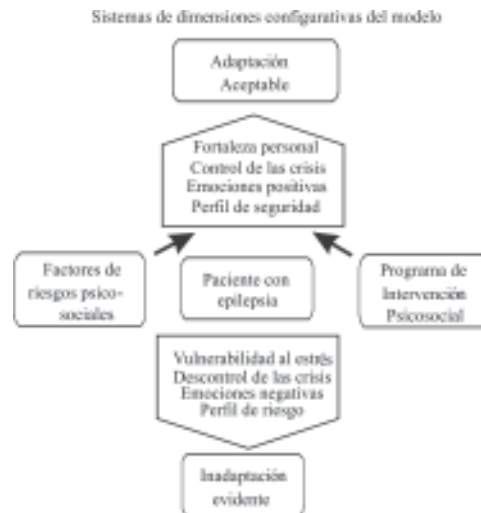 Sistemas de dimensiones configurativas del modelo
Adaptación
Aceptable
Fortaleza personal
Control de las crisis
Emociones positivas
Perfil de seguridad
Factores de
riesgos psico-
sociales
Paciente con
epilepsia
Programa de
Intervención
Psicosocial
Vulnerabilidad al estrés
Descontrol de las crisis
Emociones negativas
Perfil de riesgo
Inadaptación
evidente